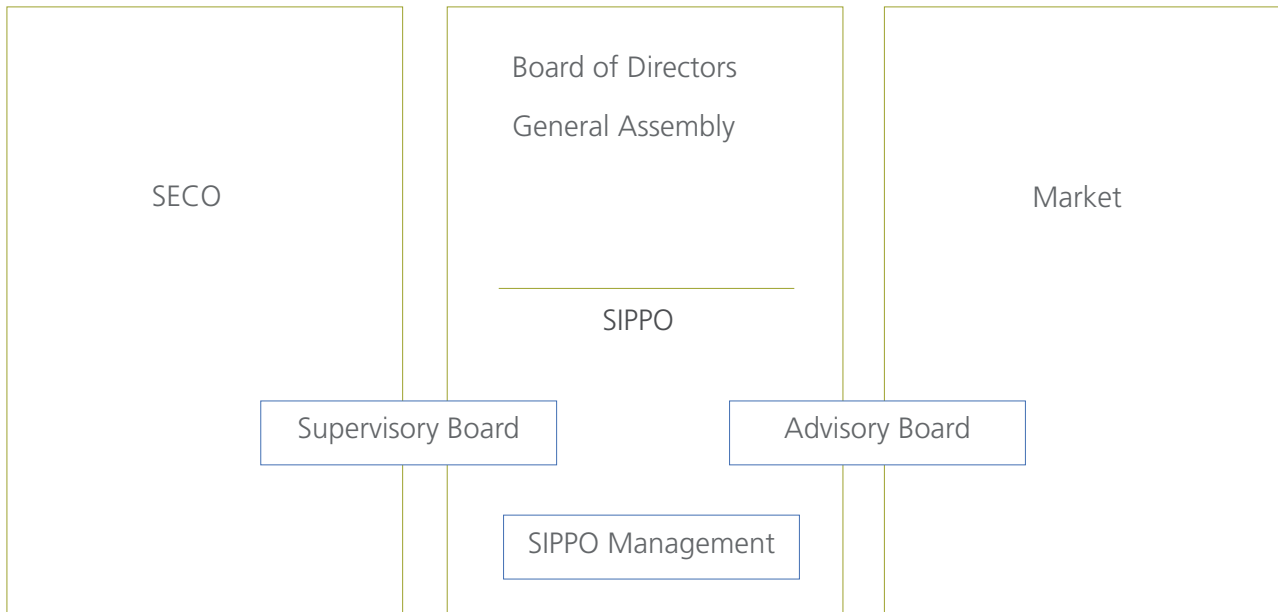 Board of Directors
General Assembly
SECO
Market
SIPPO
Supervisory Board
Advisory Board
SIPPO Management